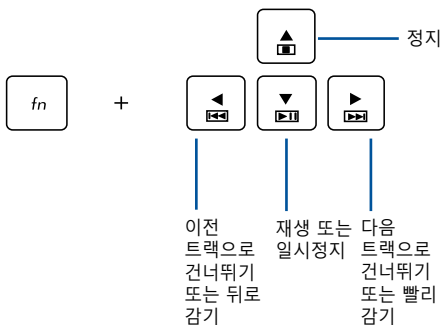 정지
fn
+
이전
트랙으로
건너뛰기
또는 뒤로
감기
재생 또는
일시정지
다음
트랙으로
건너뛰기
또는 빨리
감기